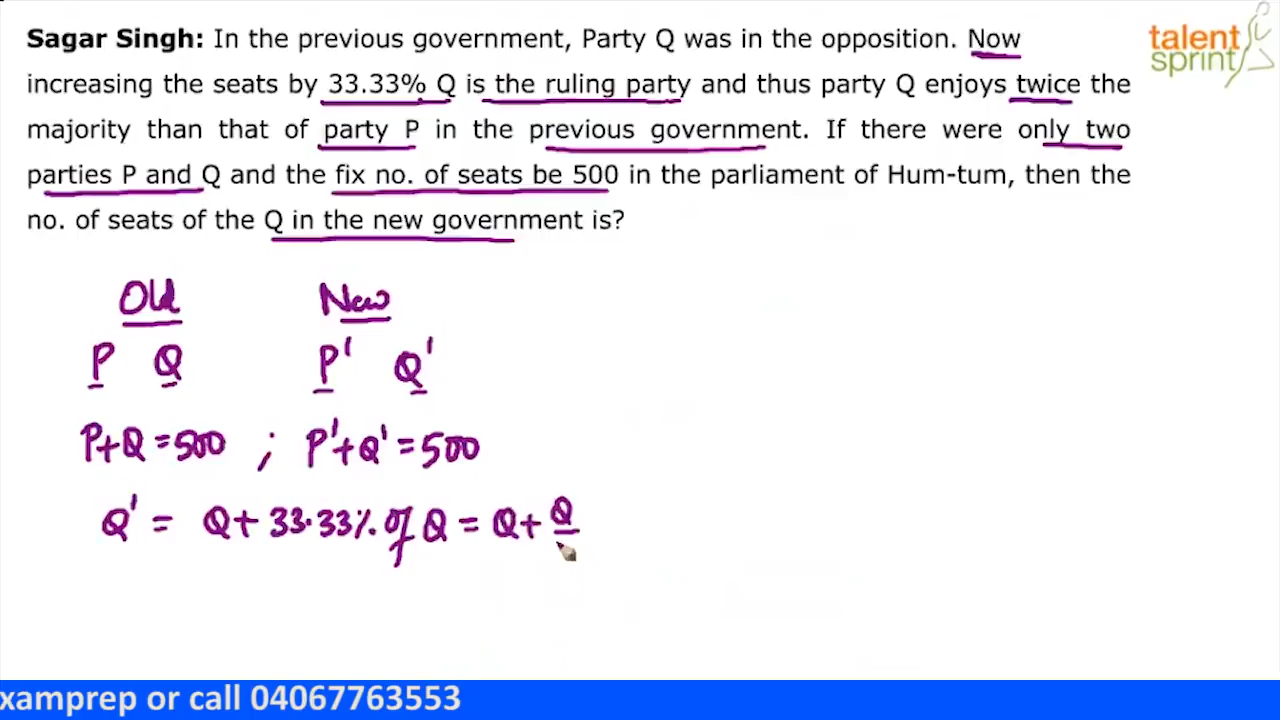 Sagar Singh: In the previous government, Party Q was in the opposition. Now
increasing the seats by 33.33% Q is the ruling party and thus party Q enjoys twice the
majority than that of party P in the previous government. If there were only two
parties P and Q and the fix no. of seats be 500 in the parliament of Hum-tum, then the
no. of seats of the Q in the new government is?
talent
sprint
Old New
P Q P' Q'
P+Q=500 ; P'+Q'=500
Q' = Q+ 33.33% of Q = Q+ Q
xamprep or call 04067763553